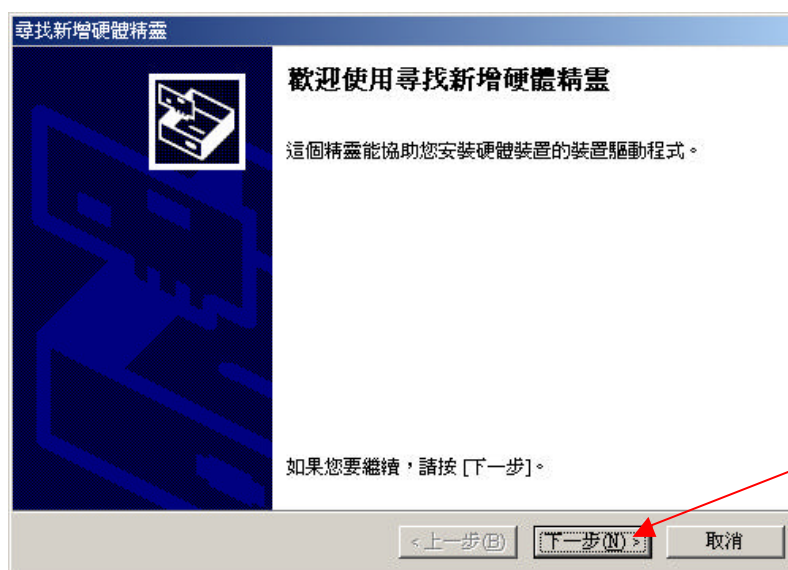 尋找新增硬體精靈
歡迎使用尋找新增硬體精靈
這個精靈能協助您安裝硬體裝置的裝置驅動程式。
如果您要繼續，請按 [下一步]。
<上一步(B)
下一步(N) >
取消